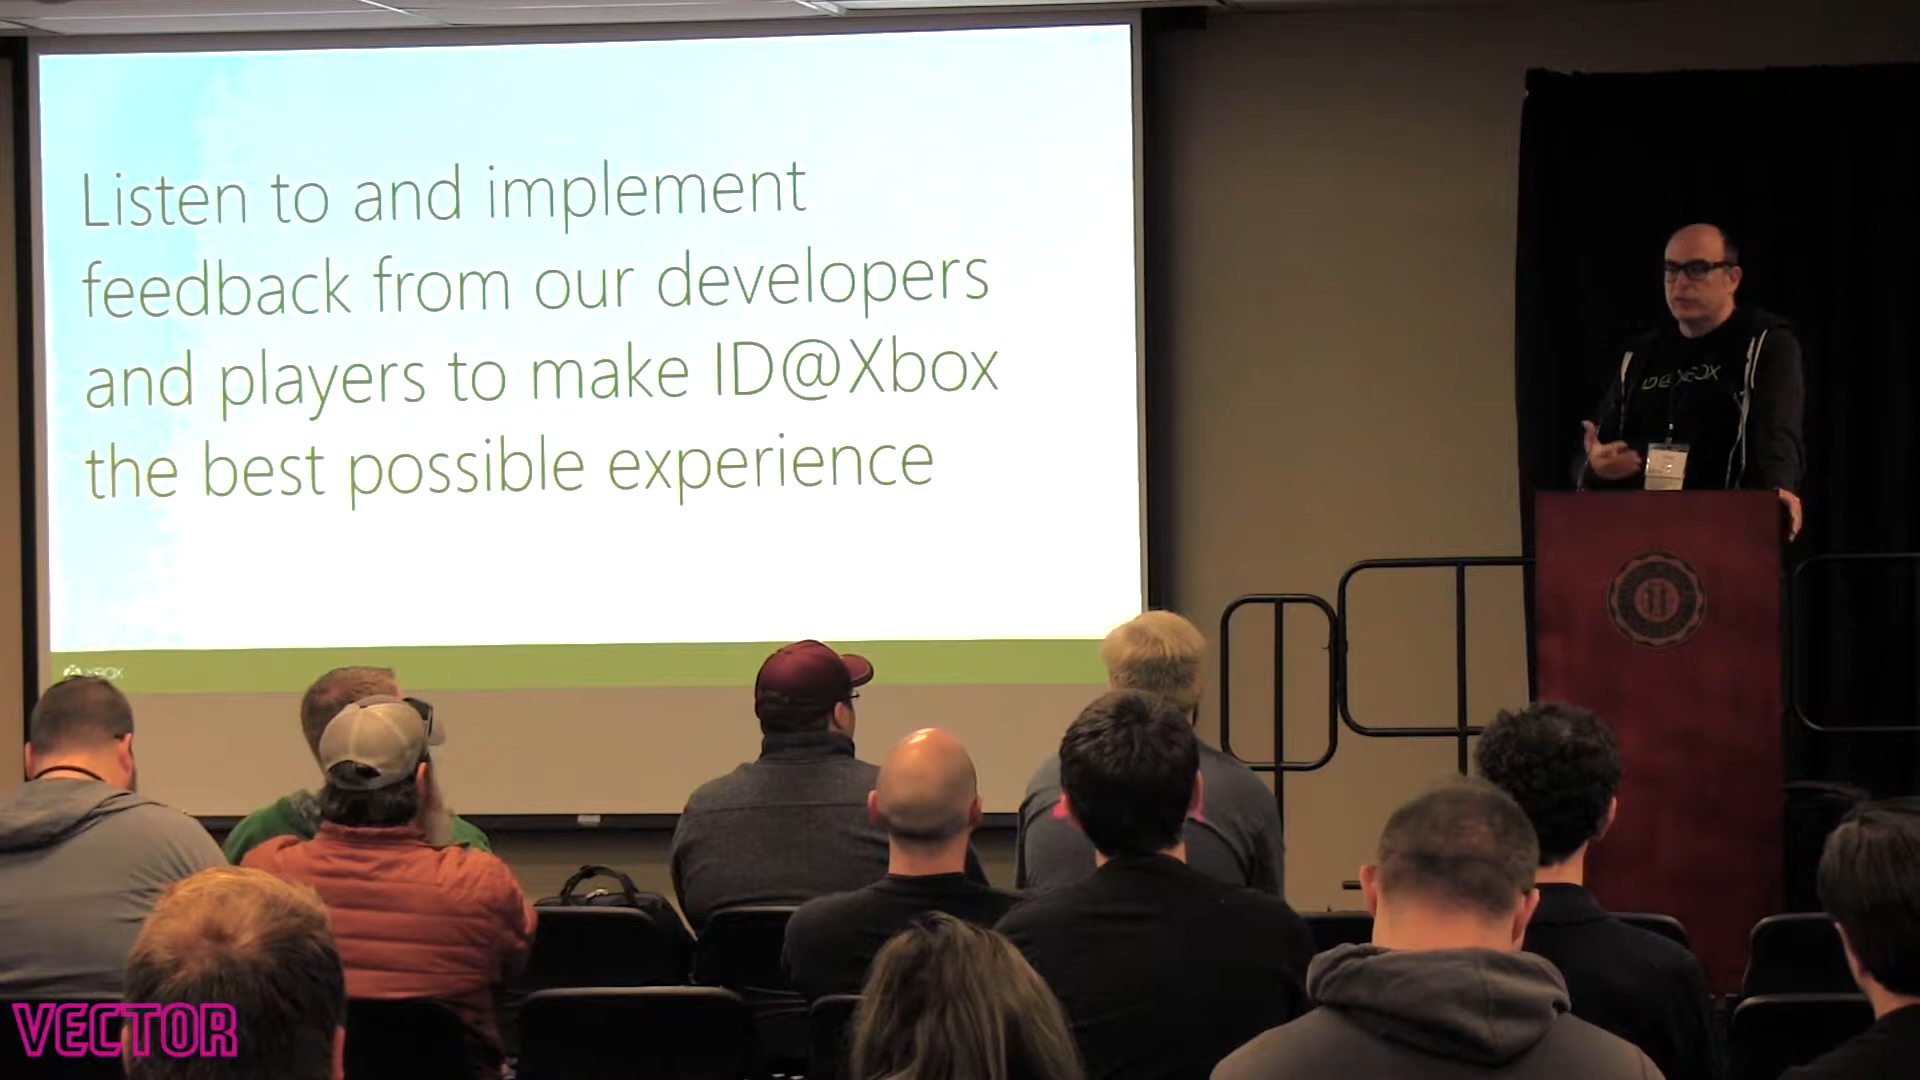 Listen to and implement
feedback from our developers
and players to make ID@Xbox
the best possible experience
XBOX
ID@XBOX
VECTOR